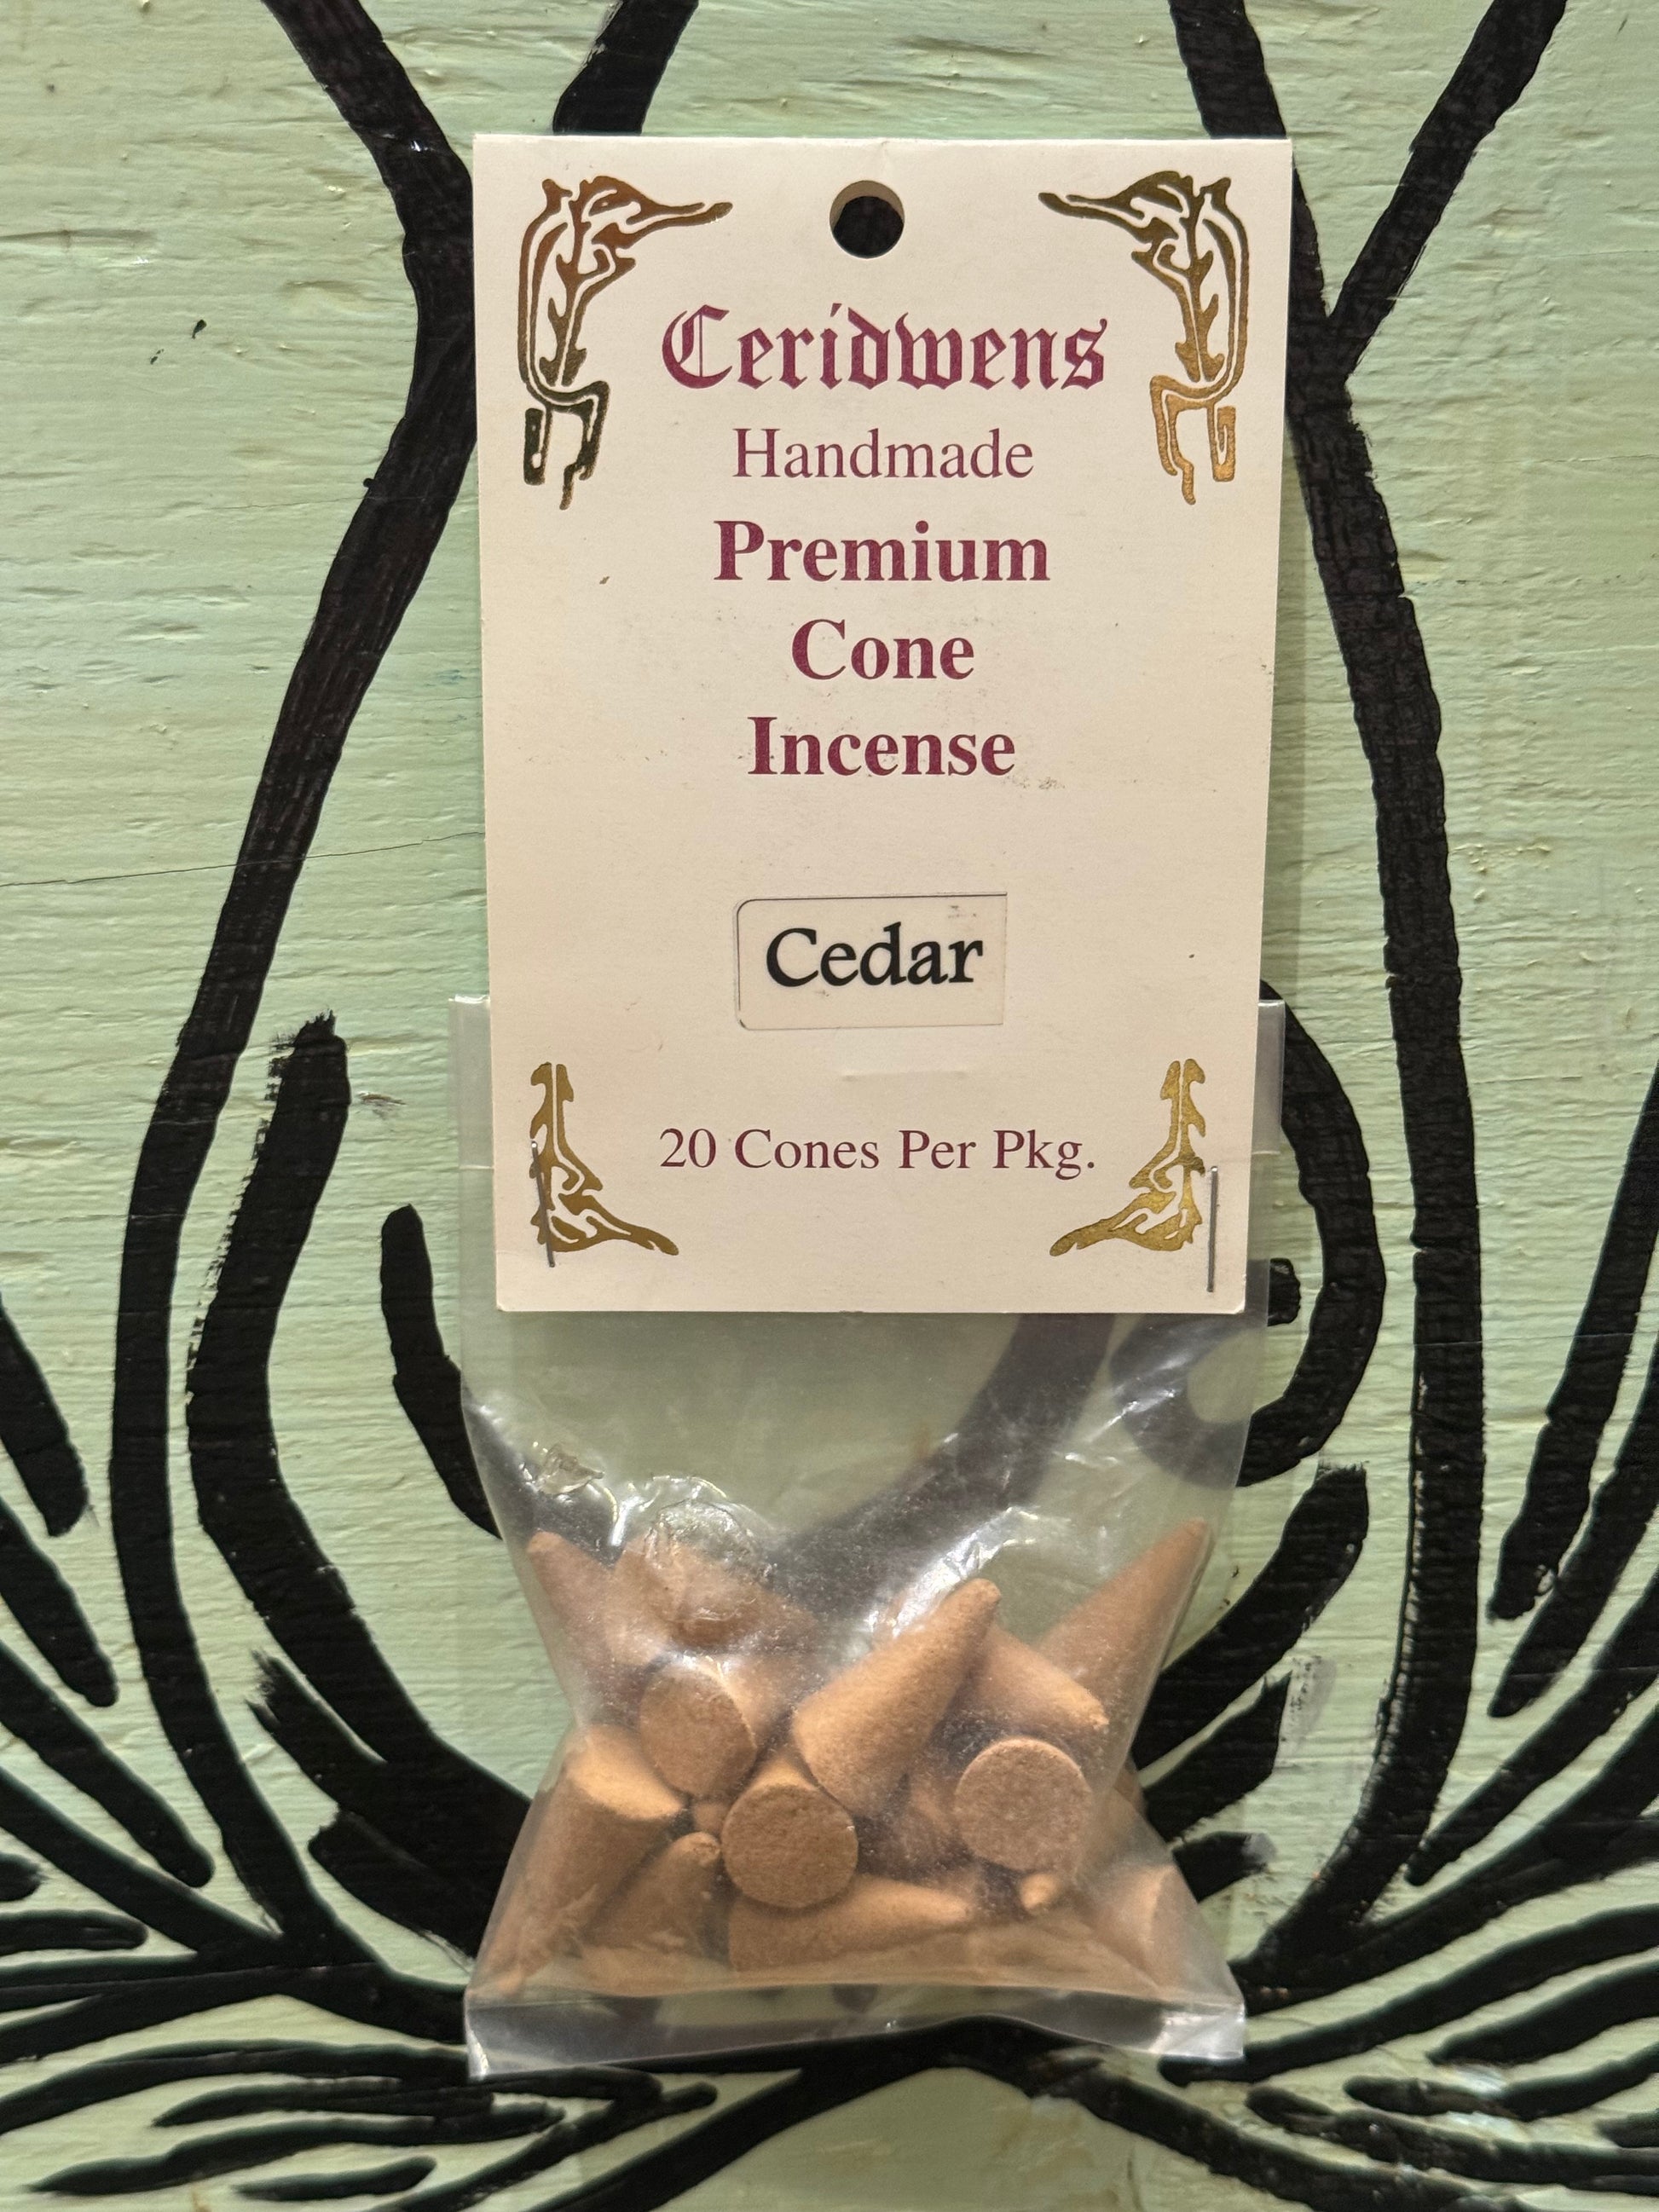 Ceridwens
Handmade
Premium
Cone
Incense
Cedar
20 Cones Per Pkg.